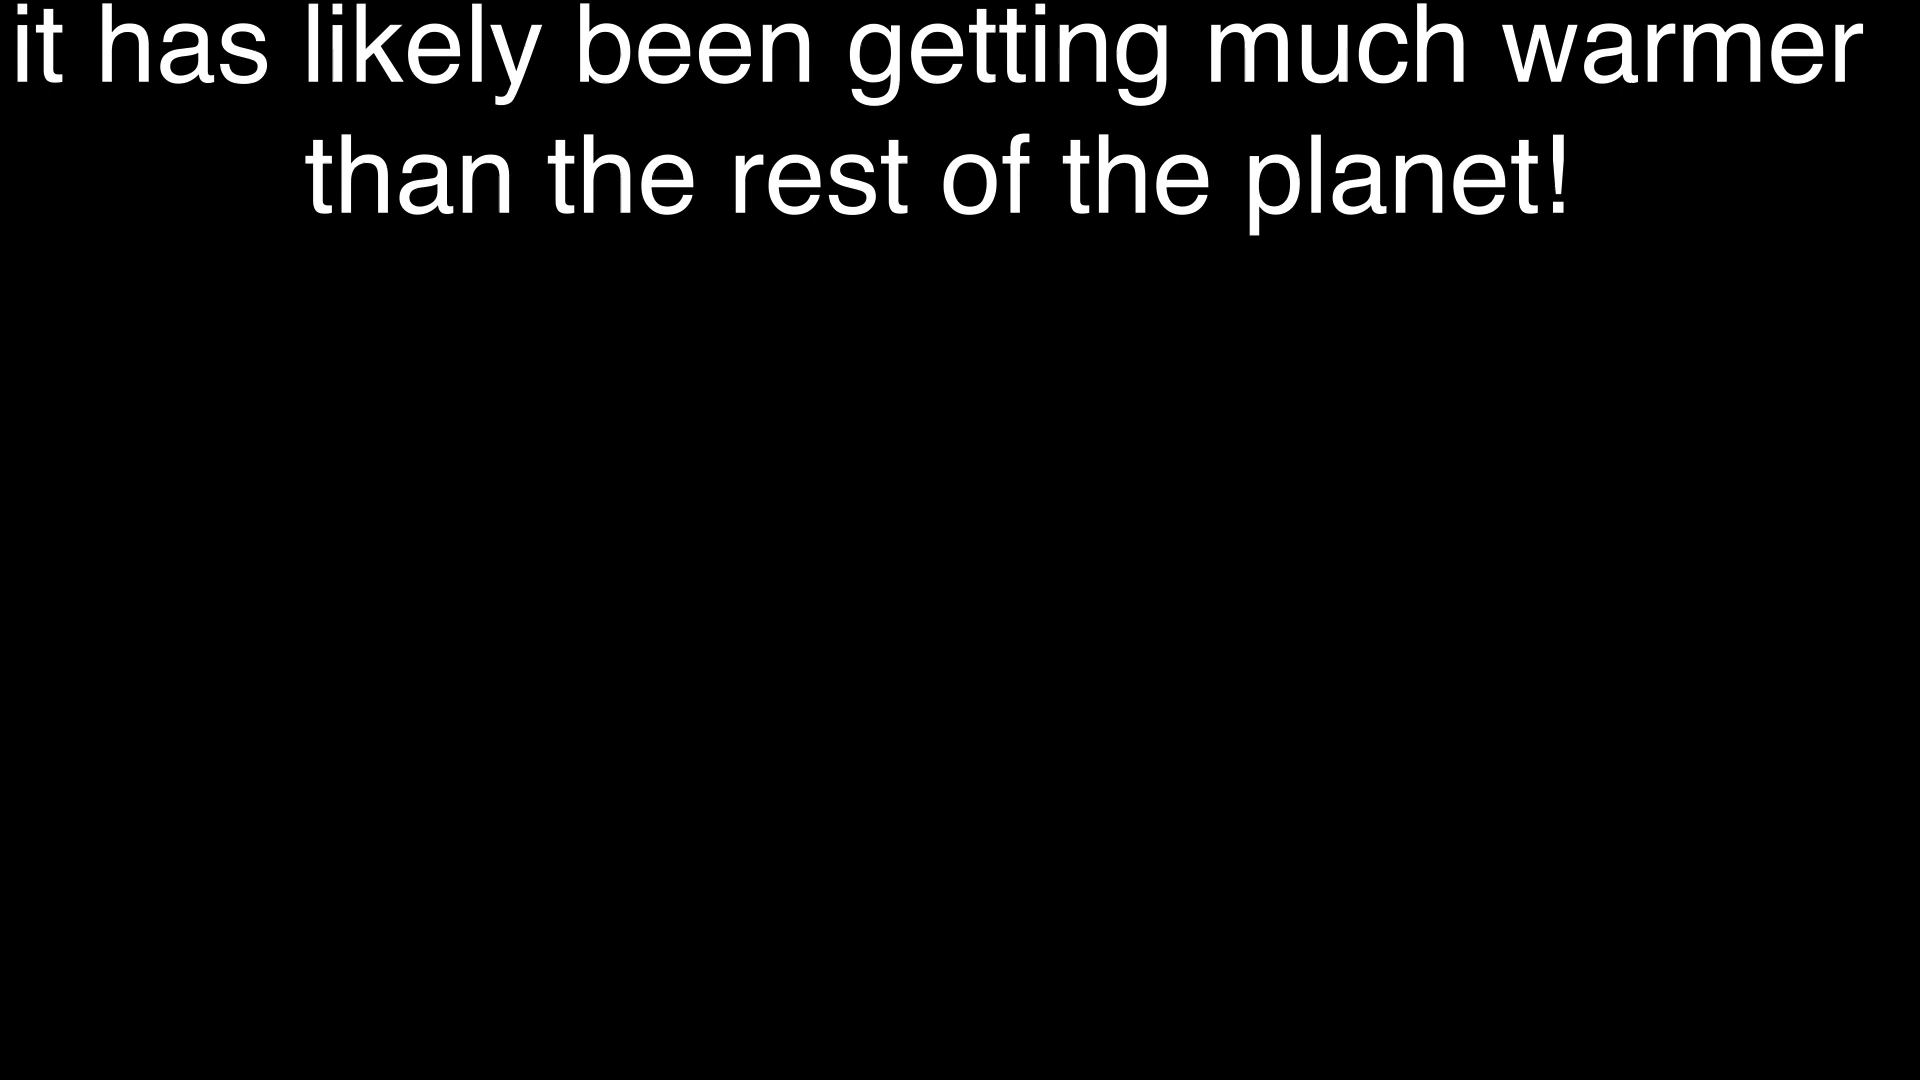 it has likely been getting much warmer
than the rest of the planet!